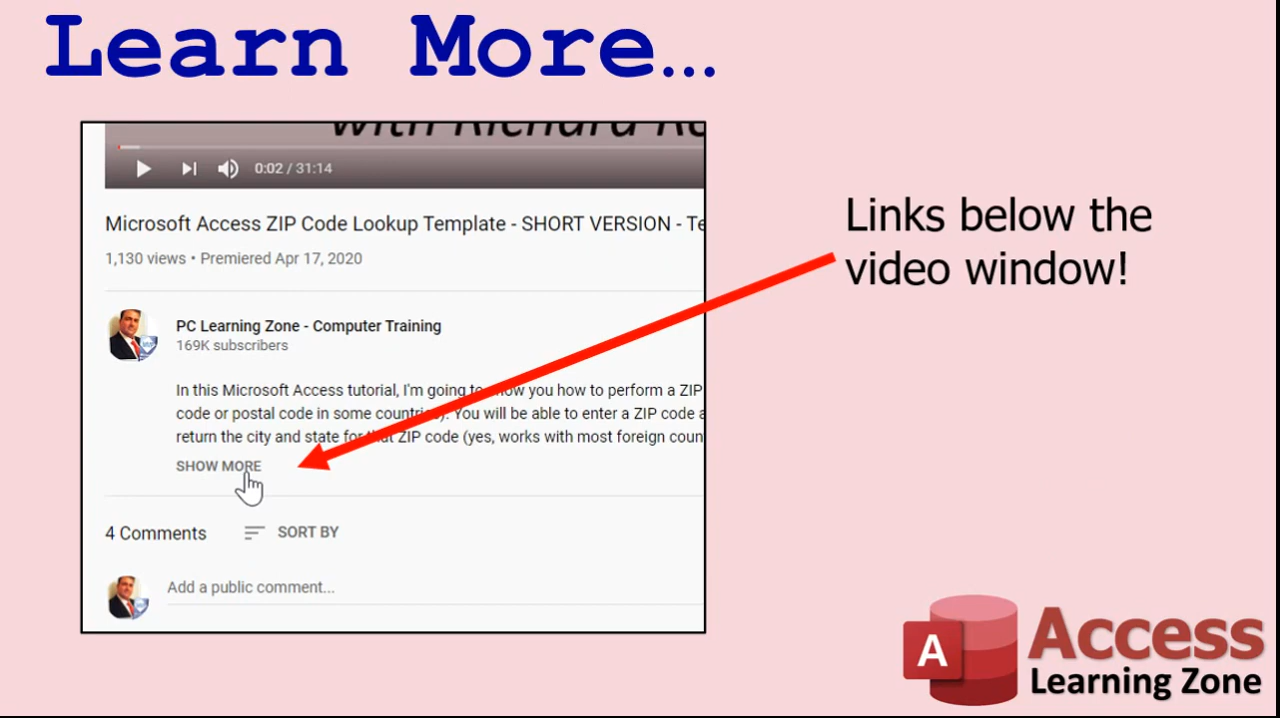 Learn More...
with Richard
0:02 / 31:14
Microsoft Access ZIP Code Lookup Template - SHORT VERSION -
1,130 views • Premiered Apr 17, 2020
Links below the
video window!
PC Learning Zone - Computer Training
169K subscribers
In this Microsoft Access tutorial, I'm going to show you how to perform a ZIP
code or postal code in some countries). You will be able to enter a ZIP code
return the city and state for that ZIP code (yes, works with most foreign
SHOW MORE
4 Comments SORT BY
Add a public comment...
A
Access
Learning Zone